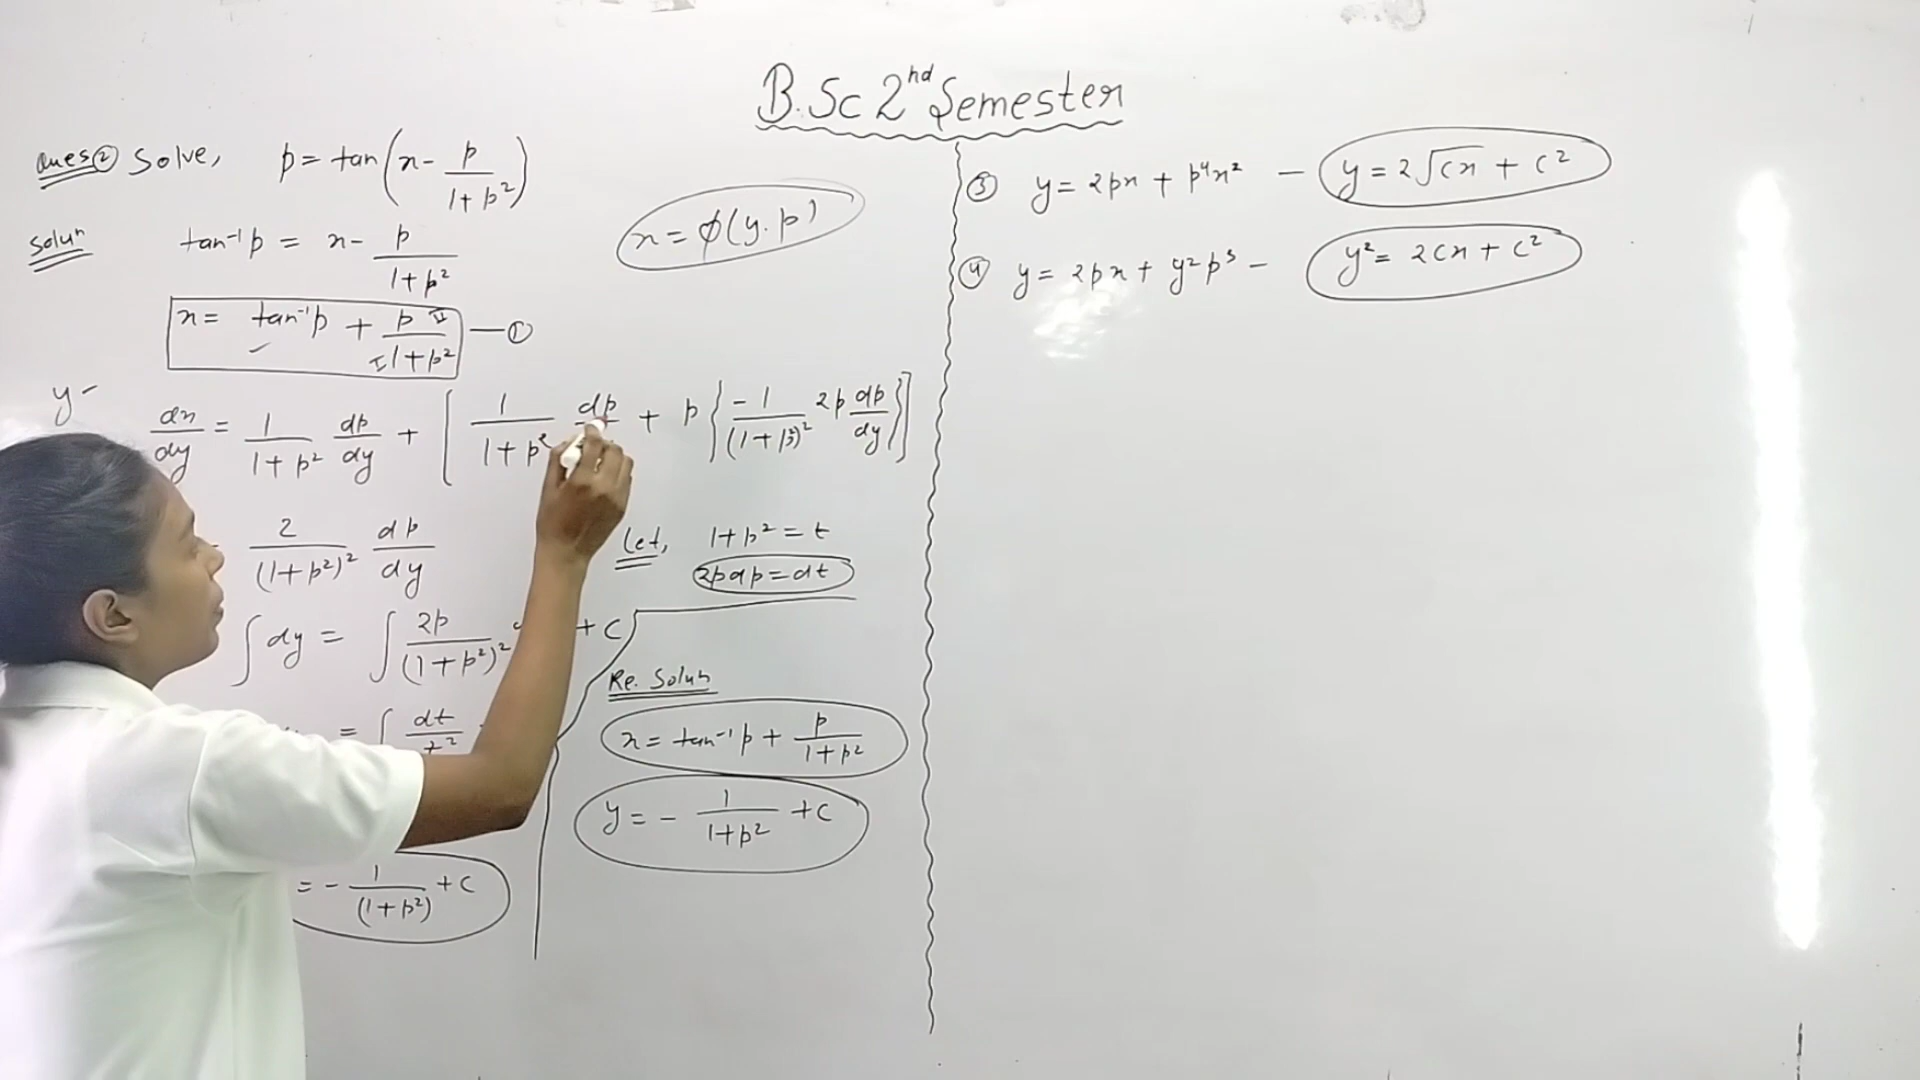 B.Sc 2nd Semester
Ques② Solve, p = tan(x - p/(1+p²))
Solun tan⁻¹p = x - p/(1+p²)
x = tan⁻¹p + p/(1+p²) — ①
x = φ(y.p)
y -
dx/dy = 1/(1+p²) dp/dy + [1/(1+p² dp + p{-1/(1+p²)² 2p dp/dy}]
2/(1+p²)² dp/dy
∫dy = ∫ 2p/(1+p²)² + C
= ∫ dt/t²
= - 1/(1+p²) + C
Let, 1+p² = t
2pdp = dt
Re. Solun
x = tan⁻¹p + p/(1+p²)
y = - 1/(1+p²) + C
③ y = 2px + p⁴x² — y = 2√cx + c²
④ y = 2px + y²p³ — y² = 2cx + c²